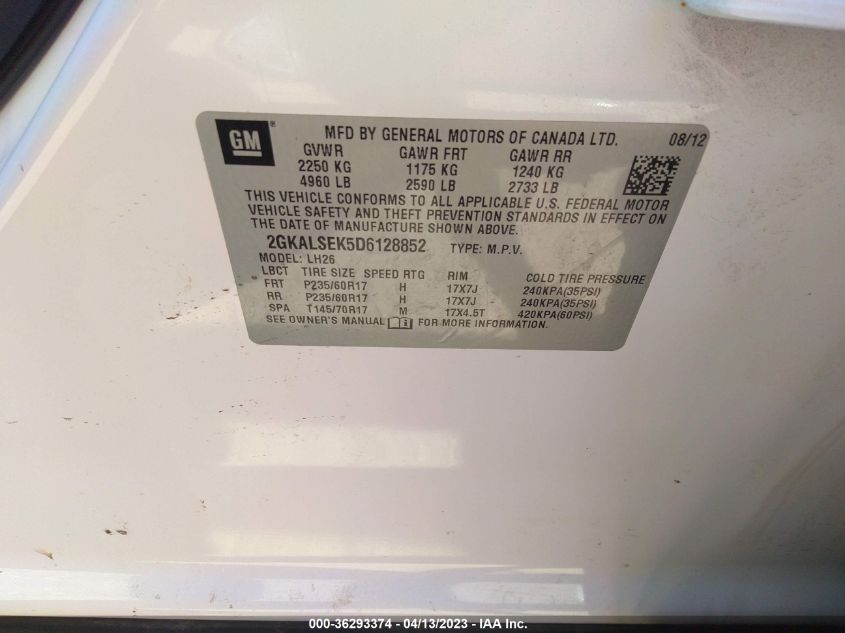 GM ® MFD BY GENERAL MOTORS OF CANADA LTD. 08/12
GVWR GAWR FRT GAWR RR
2250 KG 1175 KG 1240 KG
4960 LB 2590 LB 2733 LB
THIS VEHICLE CONFORMS TO ALL APPLICABLE U.S. FEDERAL MOTOR
VEHICLE SAFETY AND THEFT PREVENTION STANDARDS IN EFFECT ON
THE DATE OF MANUFACTURE SHOWN ABOVE.
2GKALSEK5D6128852 TYPE: M.P.V.
MODEL: LH26
LBCT TIRE SIZE SPEED RTG RIM COLD TIRE PRESSURE
FRT P235/60R17 H 17X7J 240KPA(35PSI)
RR P235/60R17 H 17X7J 240KPA(35PSI)
SPA T145/70R17 M 17X4.5T 420KPA(60PSI)
SEE OWNER'S MANUAL FOR MORE INFORMATION.
000-36293374 - 04/13/2023 - IAA Inc.